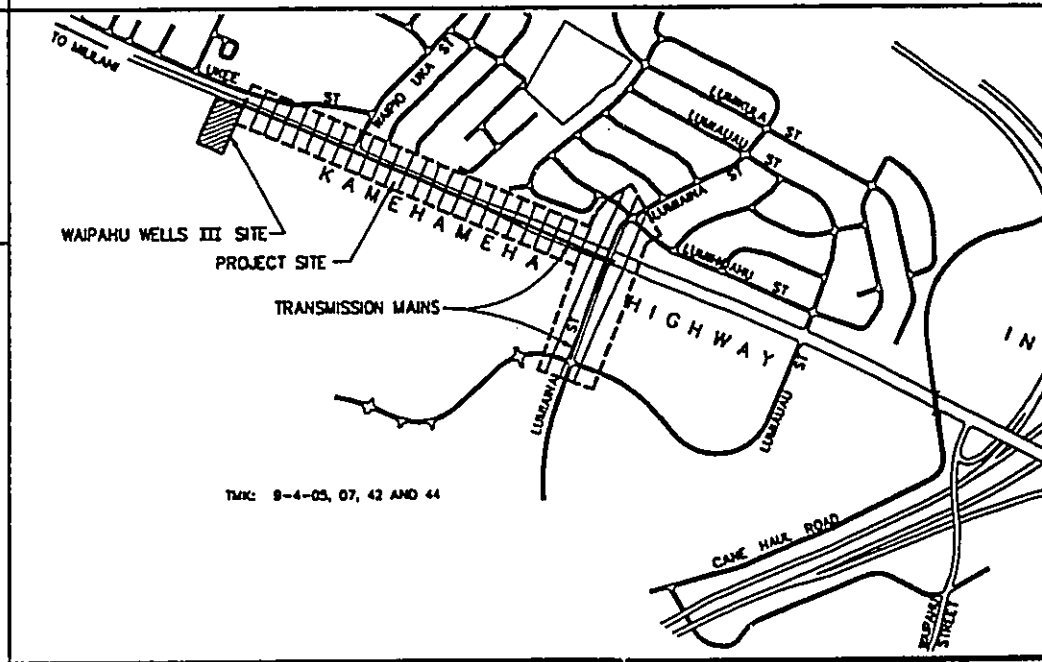 TO MILILANI
UKEE ST
WAIPIO UKA ST
LUMIKULA ST
LUMIAUAU ST
LUMIAINA ST
WAIPAHU WELLS III SITE
PROJECT SITE
TRANSMISSION MAINS
KAMEHAMEHA HIGHWAY
ST
LUMIAINA
LUMIAUAU ST
IN
TMK: 9-4-05, 07, 42 AND 44
CANE HAUL ROAD
STREET